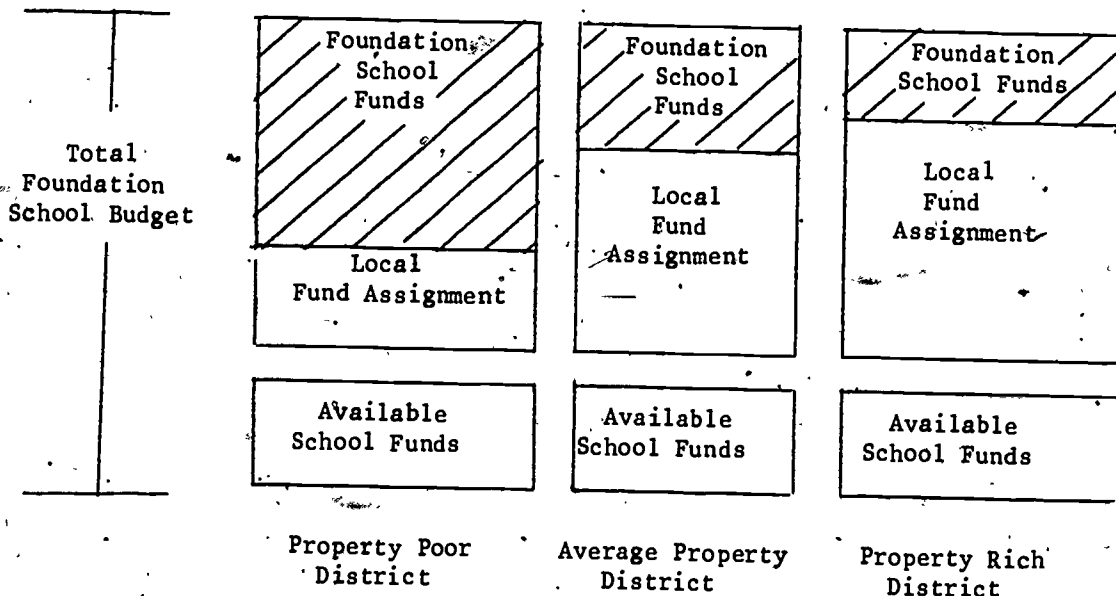 Total
Foundation
School Budget
Foundation
School
Funds
Local
Fund Assignment
Available
School Funds
Property Poor
District
Foundation
School
Funds
Local
Fund
Assignment
Available
School Funds
Average Property
District
Foundation
School Funds
Local
Fund
Assignment
Available
School Funds
Property Rich
District